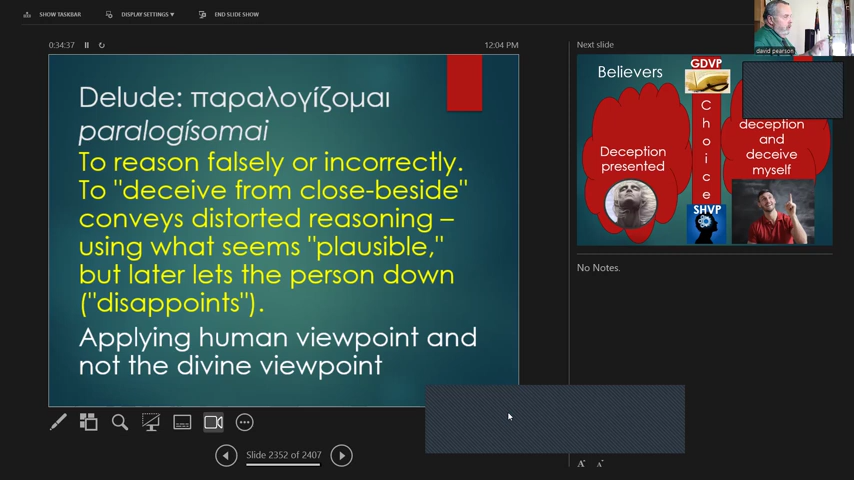 SHOW TASKBAR
DISPLAY SETTINGS
END SLIDE SHOW
0:34:37
12:04 PM
Delude: παραλογίζομαι
paralogísomai
To reason falsely or incorrectly.
To "deceive from close-beside"
conveys distorted reasoning –
using what seems "plausible,"
but later lets the person down
("disappoints").
Applying human viewpoint and
not the divine viewpoint
Slide 2352 of 2407
Next slide
Believers
GDVP
Deception
presented
Choice
SHVP
deception
and
deceive
myself
No Notes.
david pearson